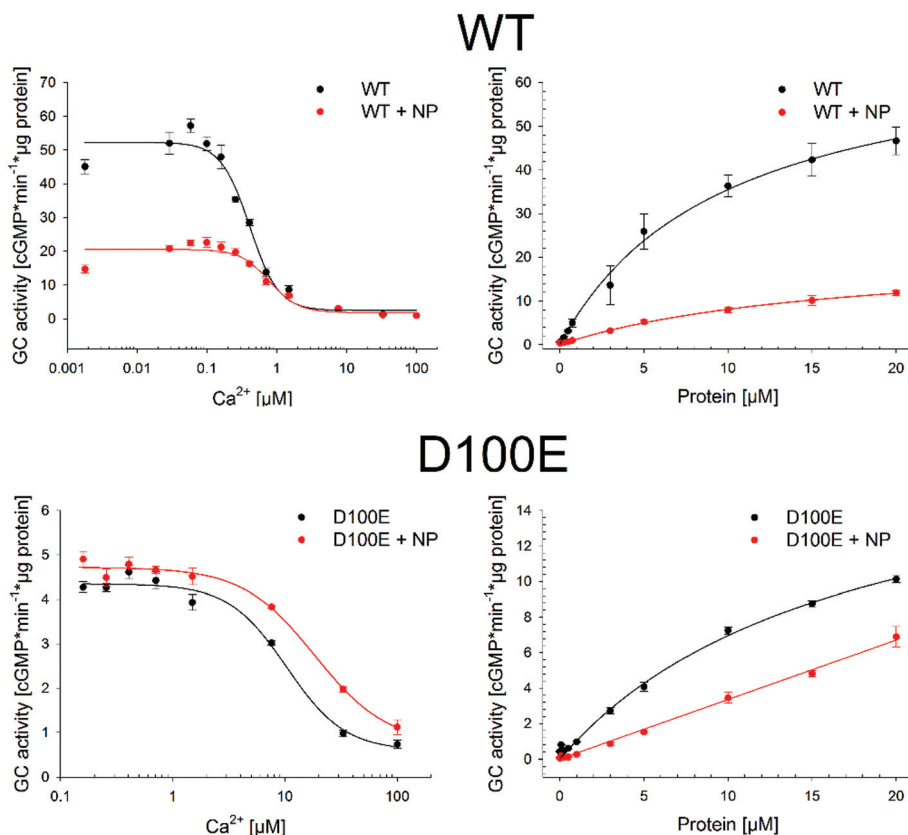 WT
WT
WT + NP
GC activity [cGMP*min⁻¹*µg protein]
70
60
50
40
30
20
10
0
0.001
0.1
1
10
100
Ca²⁺ [µM]
WT
WT + NP
GC activity [cGMP*min⁻¹*µg protein]
60
40
20
0
0
5
10
15
20
Protein [µM]
D100E
D100E
D100E + NP
GC activity [cGMP*min⁻¹*µg protein]
6
5
4
3
2
1
0
0.1
1
10
100
Ca²⁺ [µM]
D100E
D100E + NP
GC activity [cGMP*min⁻¹*µg protein]
14
12
10
8
6
4
2
0
0
5
10
15
20
Protein [µM]